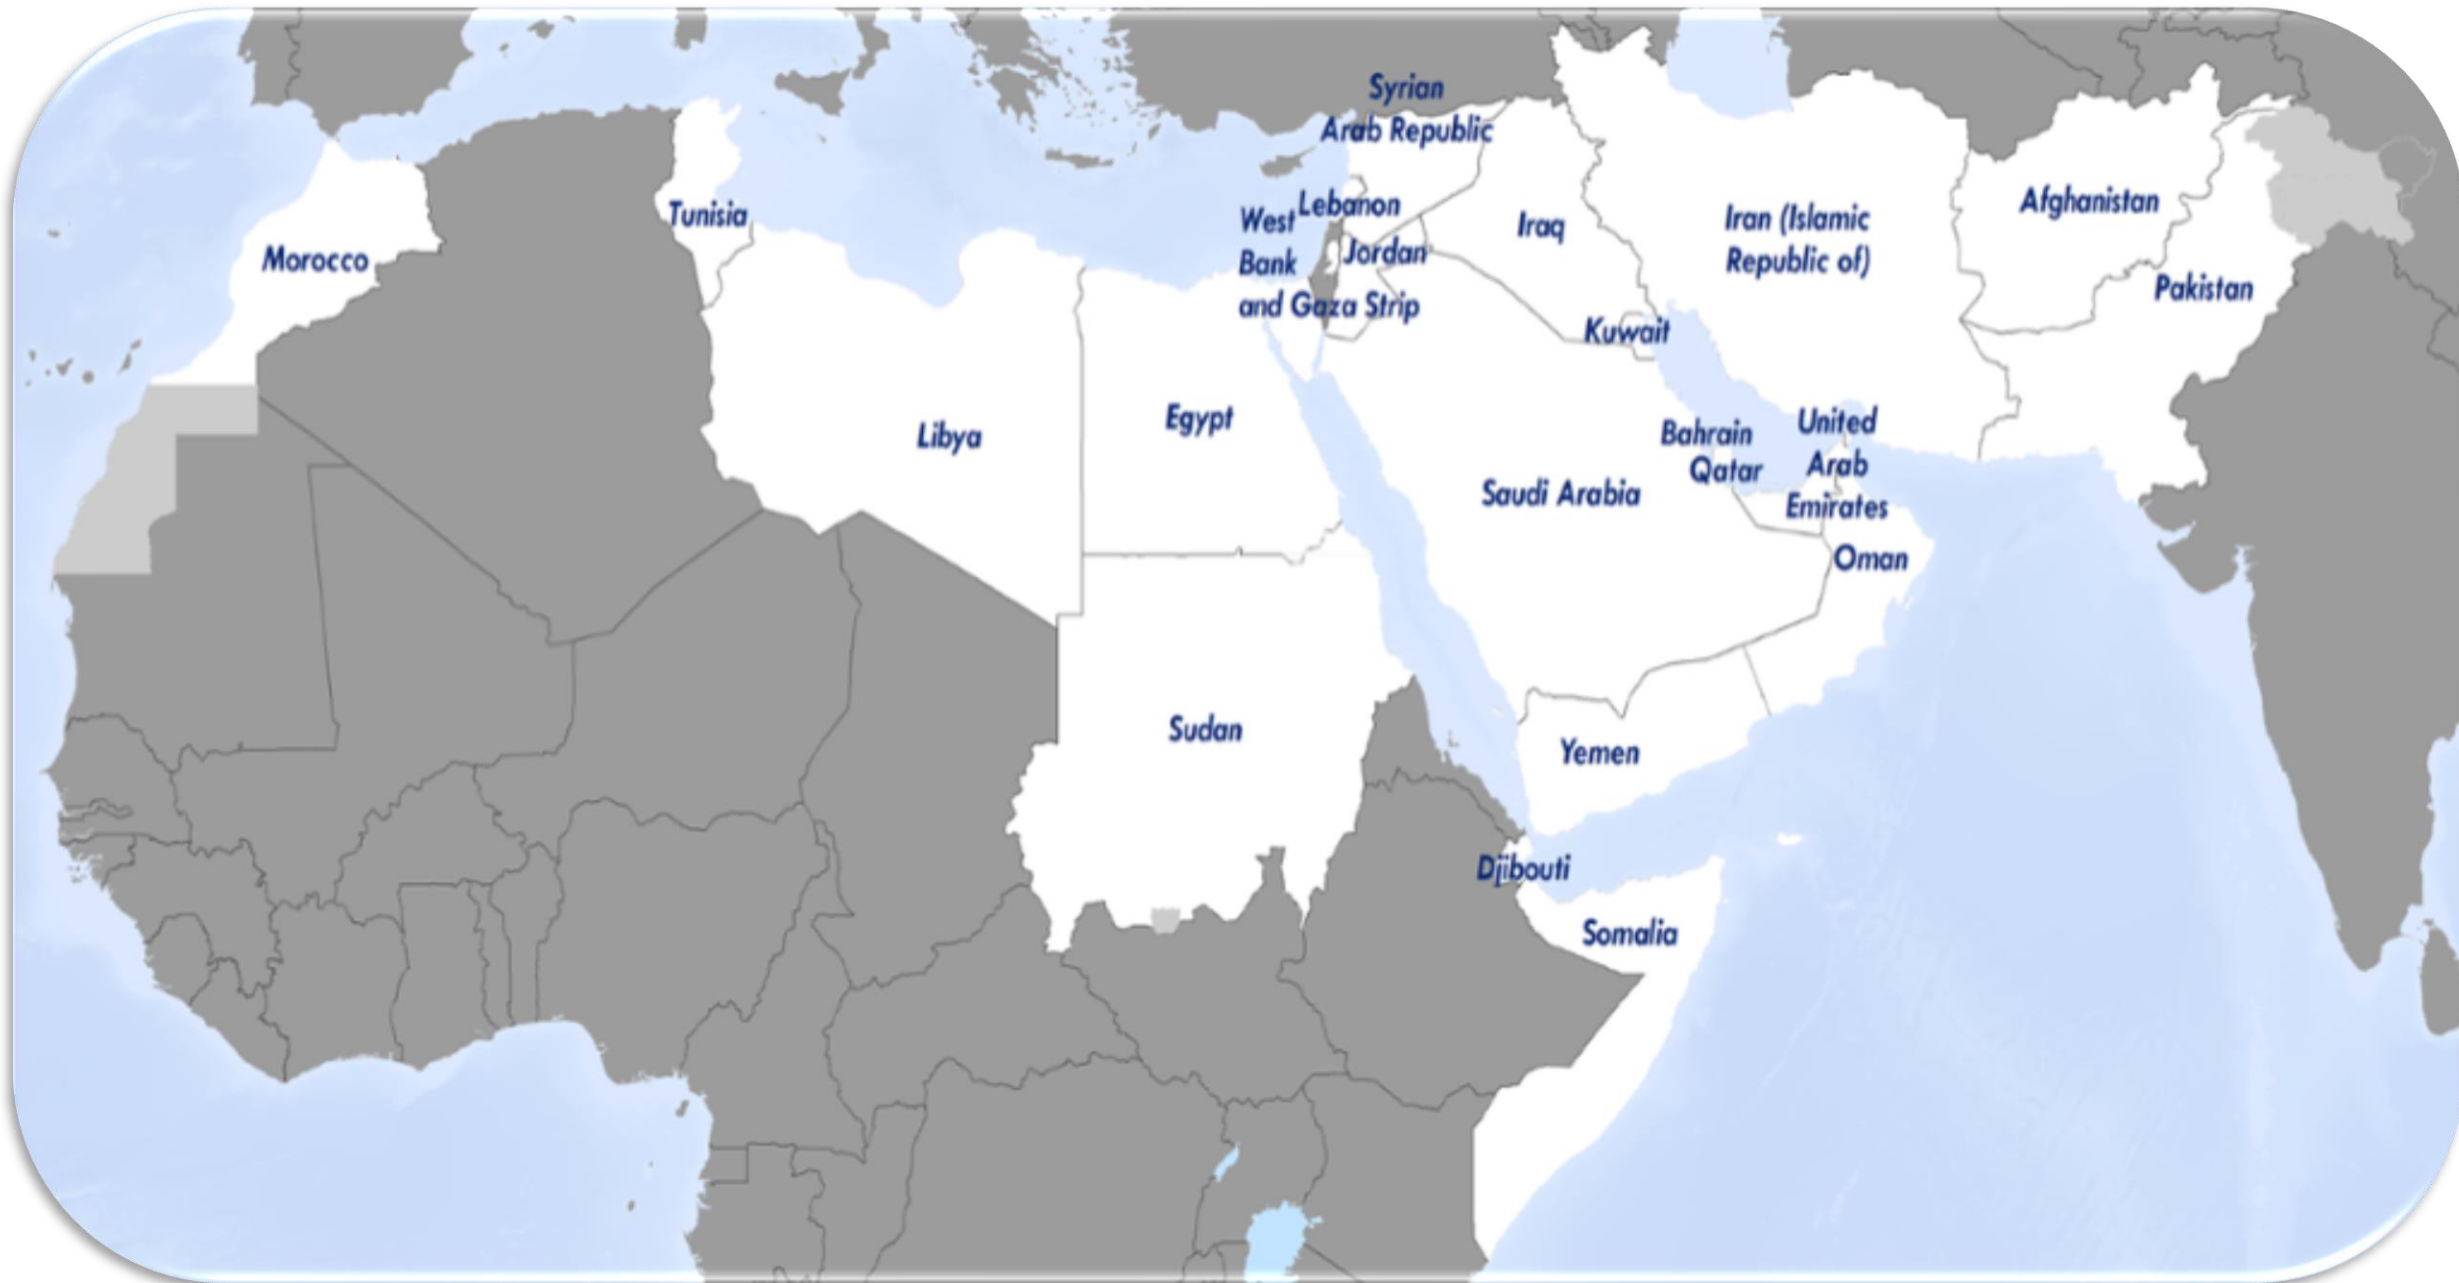 Syrian
Arab Republic
Lebanon
West
Bank
and Gaza Strip
Jordan
Iraq
Iran (Islamic
Republic of)
Afghanistan
Pakistan
Tunisia
Morocco
Kuwait
Libya
Egypt
Saudi Arabia
Bahrain
Qatar
United
Arab
Emirates
Oman
Sudan
Yemen
Djibouti
Somalia